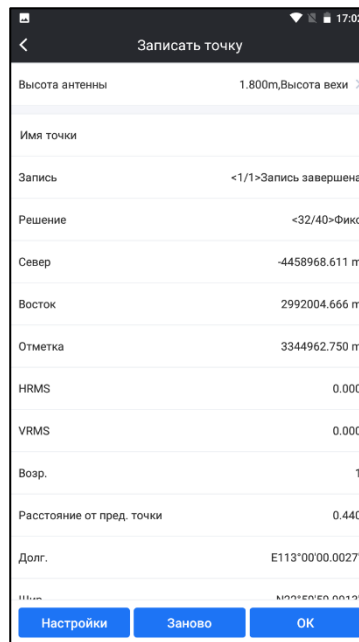 17:02
Записать точку
Высота антенны 1.800m,Высота вехи
Имя точки
Запись <1/1>Запись завершена
Решение <32/40>Фикс
Север -4458968.611 m
Восток 2992004.666 m
Отметка 3344962.750 m
HRMS 0.000
VRMS 0.000
Возр. 1
Расстояние от пред. точки 0.440
Долг. E113°00'00.0027"
Настройки Заново ОК